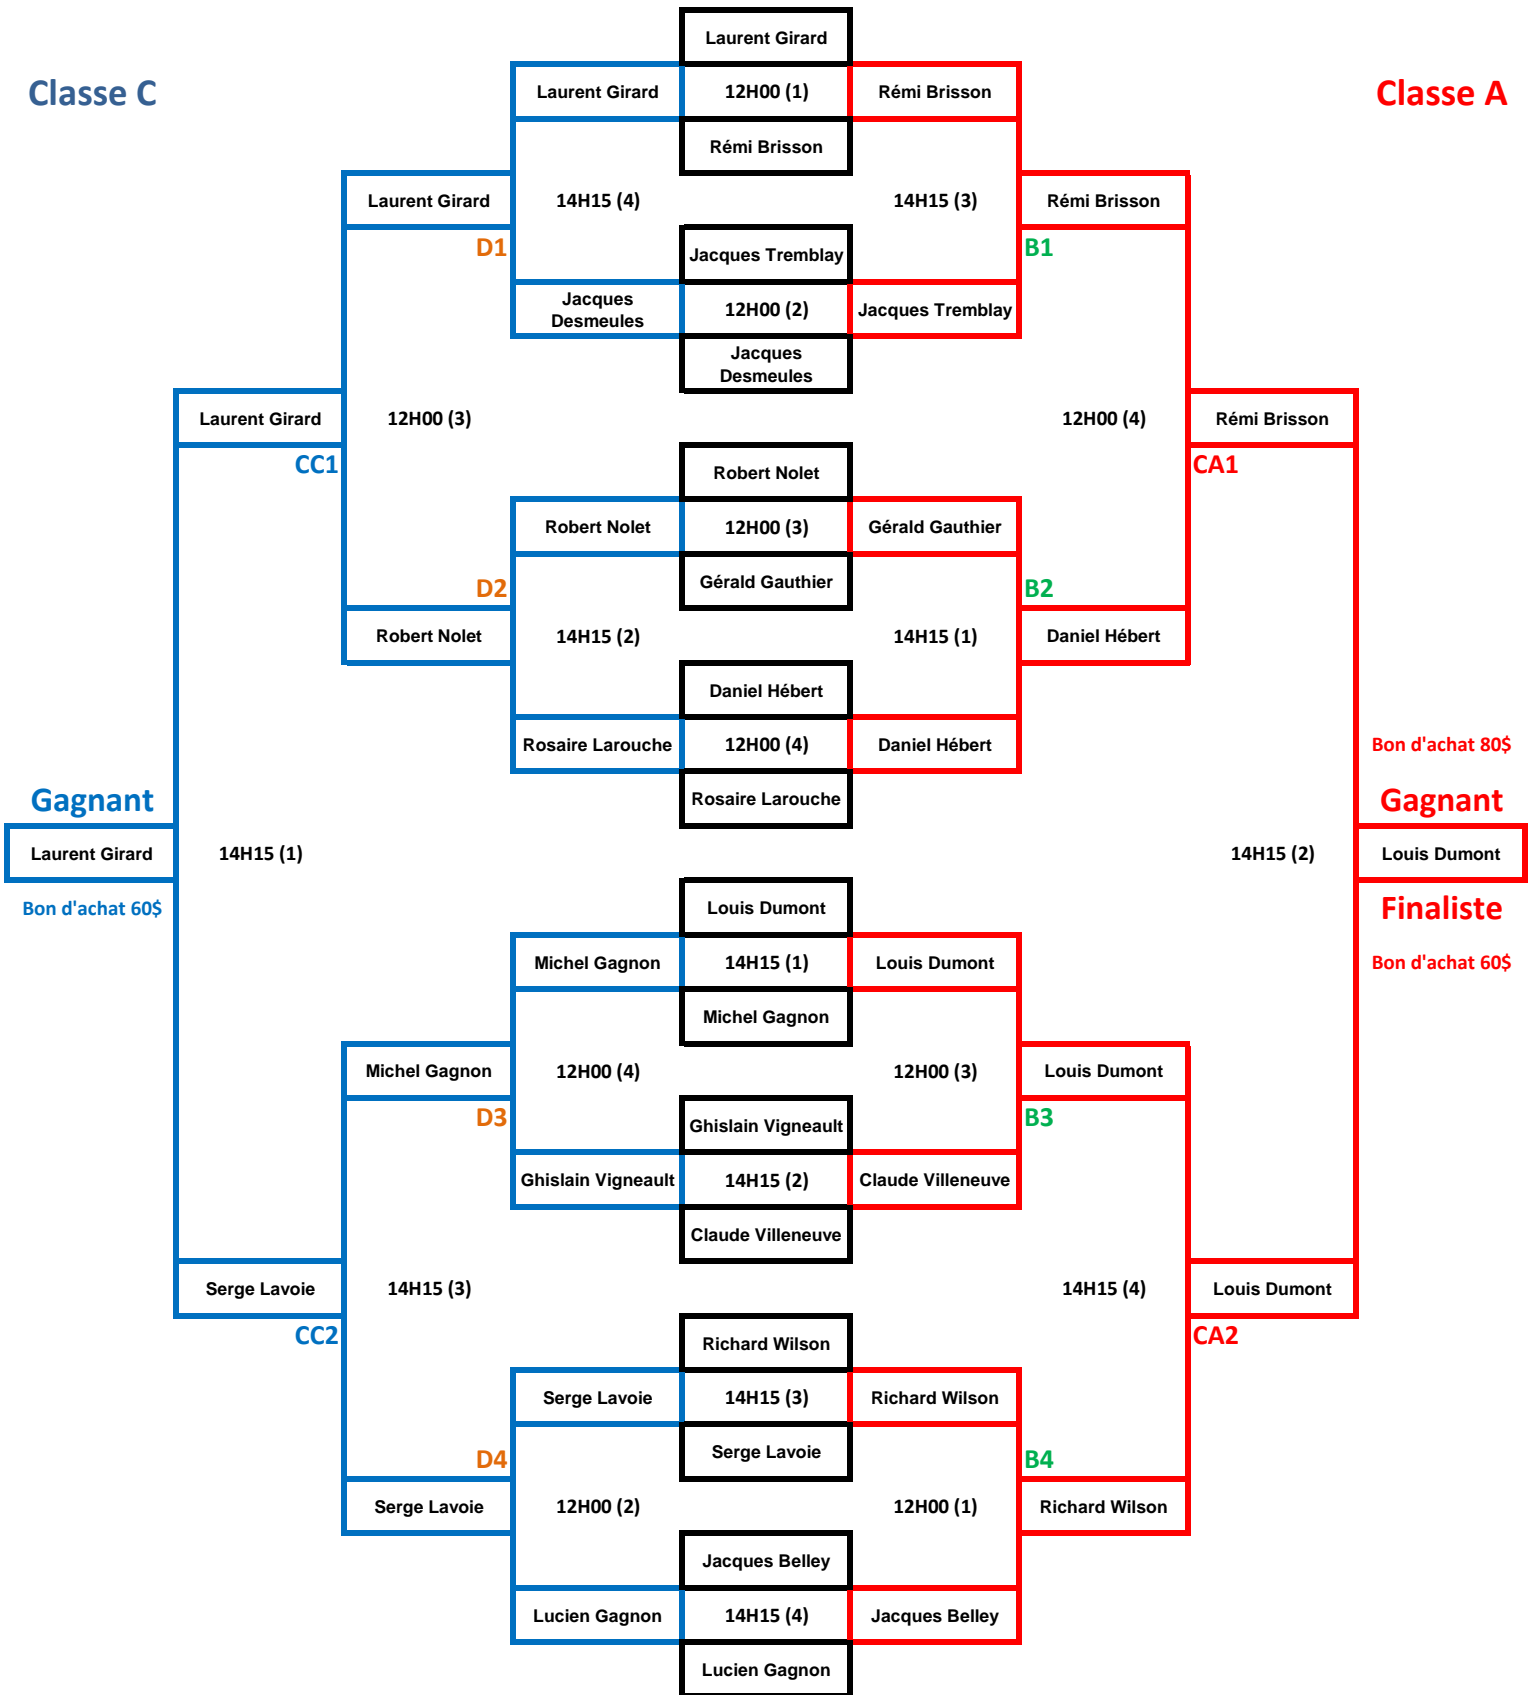 Laurent Girard
Classe C
Laurent Girard
12H00 (1)
Rémi Brisson
Classe A
Rémi Brisson
Laurent Girard
14H15 (4)
14H15 (3)
Rémi Brisson
D1
Jacques Tremblay
B1
Jacques
Desmeules
12H00 (2)
Jacques Tremblay
Jacques
Desmeules
Laurent Girard
12H00 (3)
12H00 (4)
Rémi Brisson
CC1
Robert Nolet
CA1
Robert Nolet
12H00 (3)
Gérald Gauthier
D2
Gérald Gauthier
B2
Robert Nolet
14H15 (2)
14H15 (1)
Daniel Hébert
Daniel Hébert
Rosaire Larouche
12H00 (4)
Daniel Hébert
Bon d'achat 80$
Gagnant
Rosaire Larouche
Gagnant
Laurent Girard
14H15 (1)
14H15 (2)
Louis Dumont
Bon d'achat 60$
Louis Dumont
Finaliste
Michel Gagnon
14H15 (1)
Louis Dumont
Bon d'achat 60$
Michel Gagnon
Michel Gagnon
12H00 (4)
12H00 (3)
Louis Dumont
D3
Ghislain Vigneault
B3
Ghislain Vigneault
14H15 (2)
Claude Villeneuve
Claude Villeneuve
Serge Lavoie
14H15 (3)
14H15 (4)
Louis Dumont
CC2
Richard Wilson
CA2
Serge Lavoie
14H15 (3)
Richard Wilson
D4
Serge Lavoie
B4
Serge Lavoie
12H00 (2)
12H00 (1)
Richard Wilson
Jacques Belley
Lucien Gagnon
14H15 (4)
Jacques Belley
Lucien Gagnon